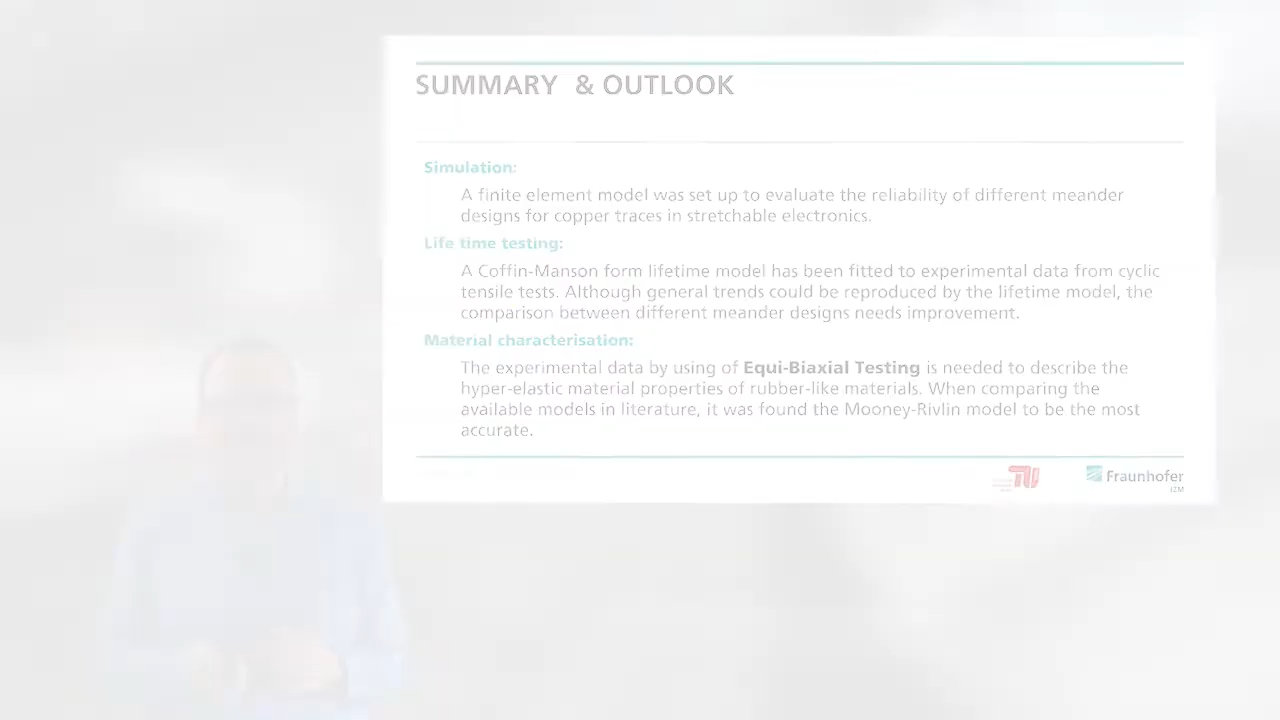 SUMMARY & OUTLOOK
Simulation:
A finite element model was set up to evaluate the reliability of different meander
designs for copper traces in stretchable electronics.
Life time testing:
A Coffin-Manson form lifetime model has been fitted to experimental data from cyclic
tensile tests. Although general trends could be reproduced by the lifetime model, the
comparison between different meander designs needs improvement.
Material characterisation:
The experimental data by using of Equi-Biaxial Testing is needed to describe the
hyper-elastic material properties of rubber-like materials. When comparing the
available models in literature, it was found the Mooney-Rivlin model to be the most
accurate.
Fraunhofer
IZM